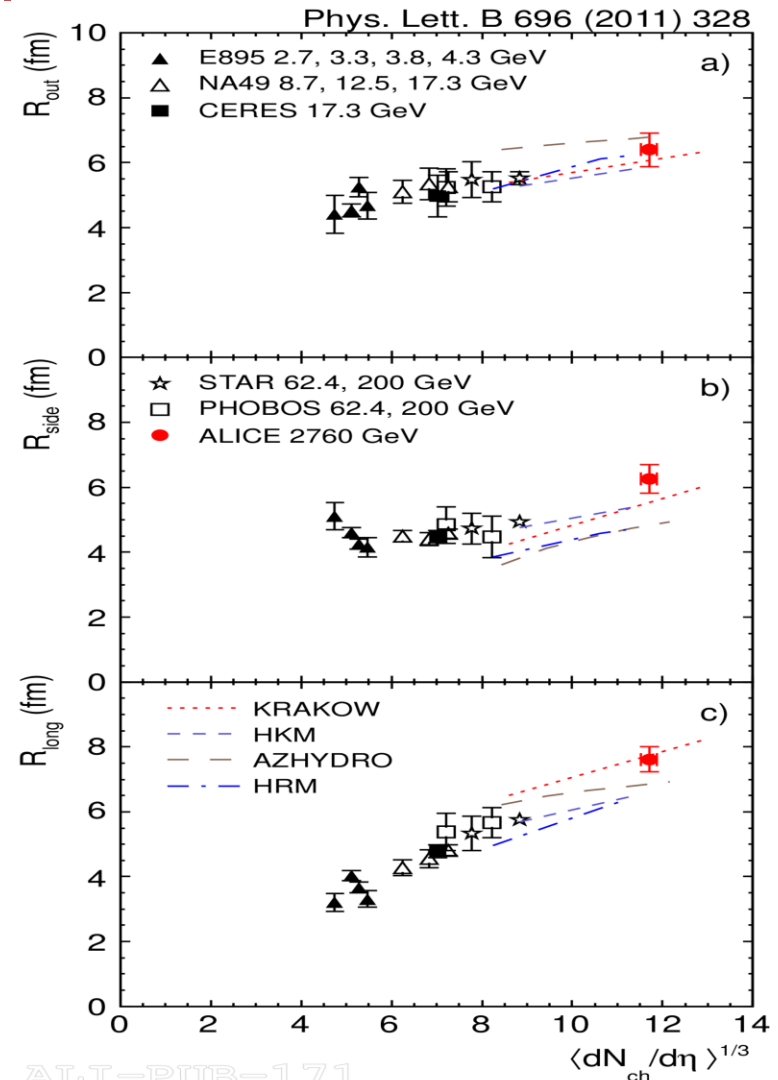 Phys. Lett. B 696 (2011) 328
R_out (fm)
10
8
6
4
2
0
E895 2.7, 3.3, 3.8, 4.3 GeV
NA49 8.7, 12.5, 17.3 GeV
CERES 17.3 GeV
a)
R_side (fm)
8
6
4
2
0
STAR 62.4, 200 GeV
PHOBOS 62.4, 200 GeV
ALICE 2760 GeV
b)
R_long (fm)
8
6
4
2
0
KRAKOW
HKM
AZHYDRO
HRM
c)
0 2 4 6 8 10 12 14
⟨dN_ch/dη⟩^1/3
ALI-PUB-171